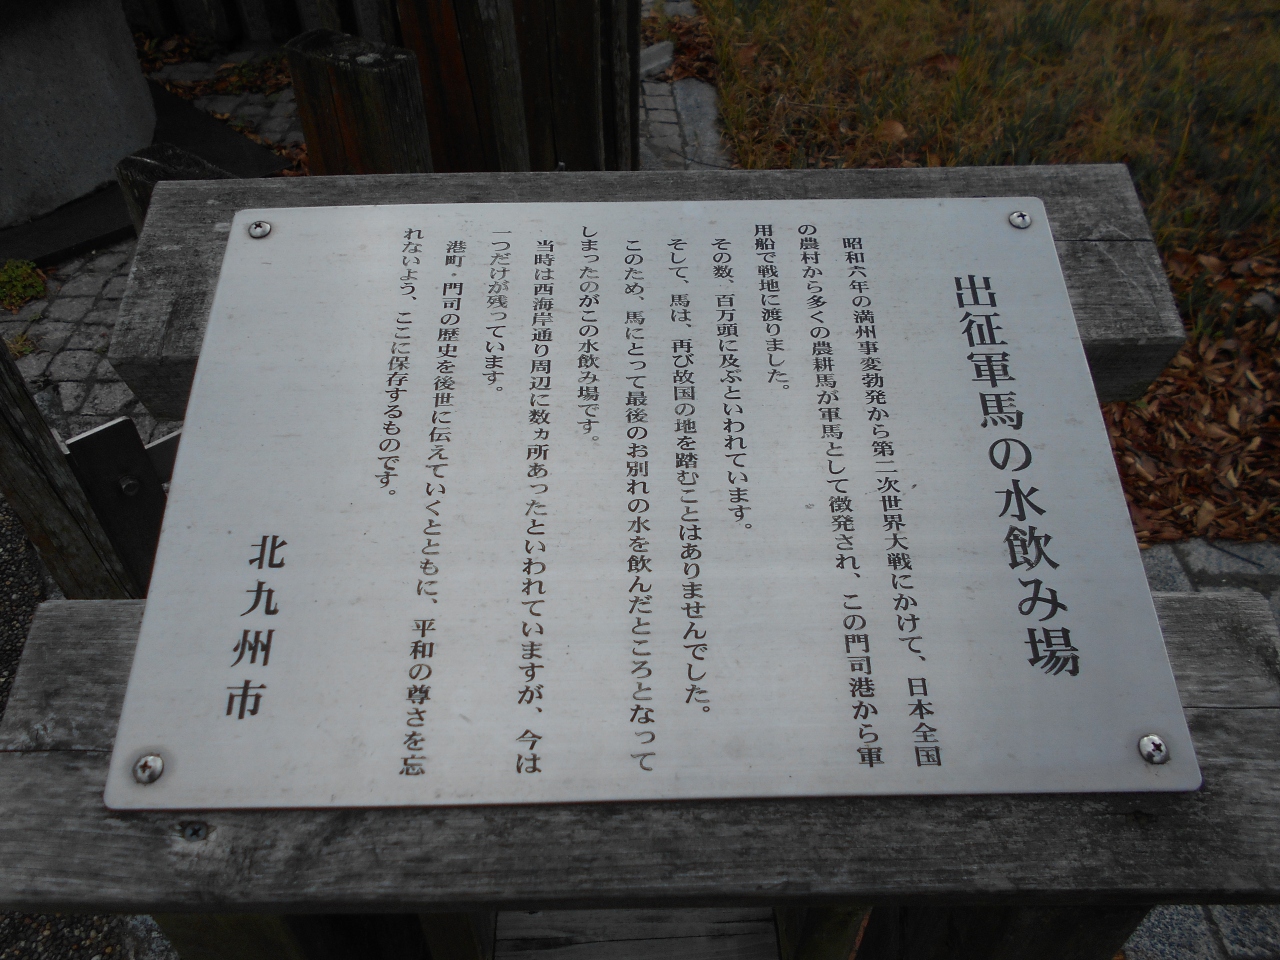 出征軍馬の水飲み場
昭和六年の満州事変勃発から第二次世界大戦にかけて、日本全国
の農村から多くの農耕馬が軍馬として徴発され、この門司港から軍
用船で戦地に渡りました。
その数、百万頭に及ぶといわれています。
そして、馬は、再び故国の地を踏むことはありませんでした。
このため、馬にとって最後のお別れの水を飲んだところとなって
しまったのがこの水飲み場です。
当時は西海岸通り周辺に数ヵ所あったといわれていますが、今は
一つだけが残っています。
港町・門司の歴史を後世に伝えていくとともに、平和の尊さを忘
れないよう、ここに保存するものです。
北九州市